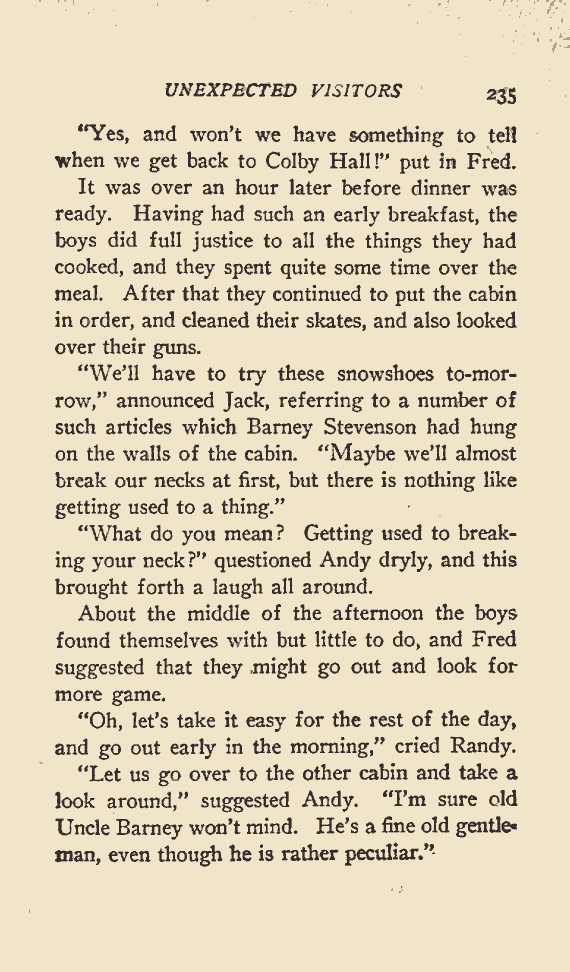 UNEXPECTED VISITORS 235
“Yes, and won’t we have something to tell
when we get back to Colby Hall!” put in Fred.
It was over an hour later before dinner was
ready. Having had such an early breakfast, the
boys did full justice to all the things they had
cooked, and they spent quite some time over the
meal. After that they continued to put the cabin
in order, and cleaned their skates, and also looked
over their guns.
“We’ll have to try these snowshoes to-mor-
row,” announced Jack, referring to a number of
such articles which Barney Stevenson had hung
on the walls of the cabin. “Maybe we’ll almost
break our necks at first, but there is nothing like
getting used to a thing.”
“What do you mean? Getting used to break-
ing your neck?” questioned Andy dryly, and this
brought forth a laugh all around.
About the middle of the afternoon the boys
found themselves with but little to do, and Fred
suggested that they might go out and look for
more game.
“Oh, let’s take it easy for the rest of the day,
and go out early in the morning,” cried Randy.
“Let us go over to the other cabin and take a
look around,” suggested Andy. “I’m sure old
Uncle Barney won’t mind. He’s a fine old gentle-
man, even though he is rather peculiar.”